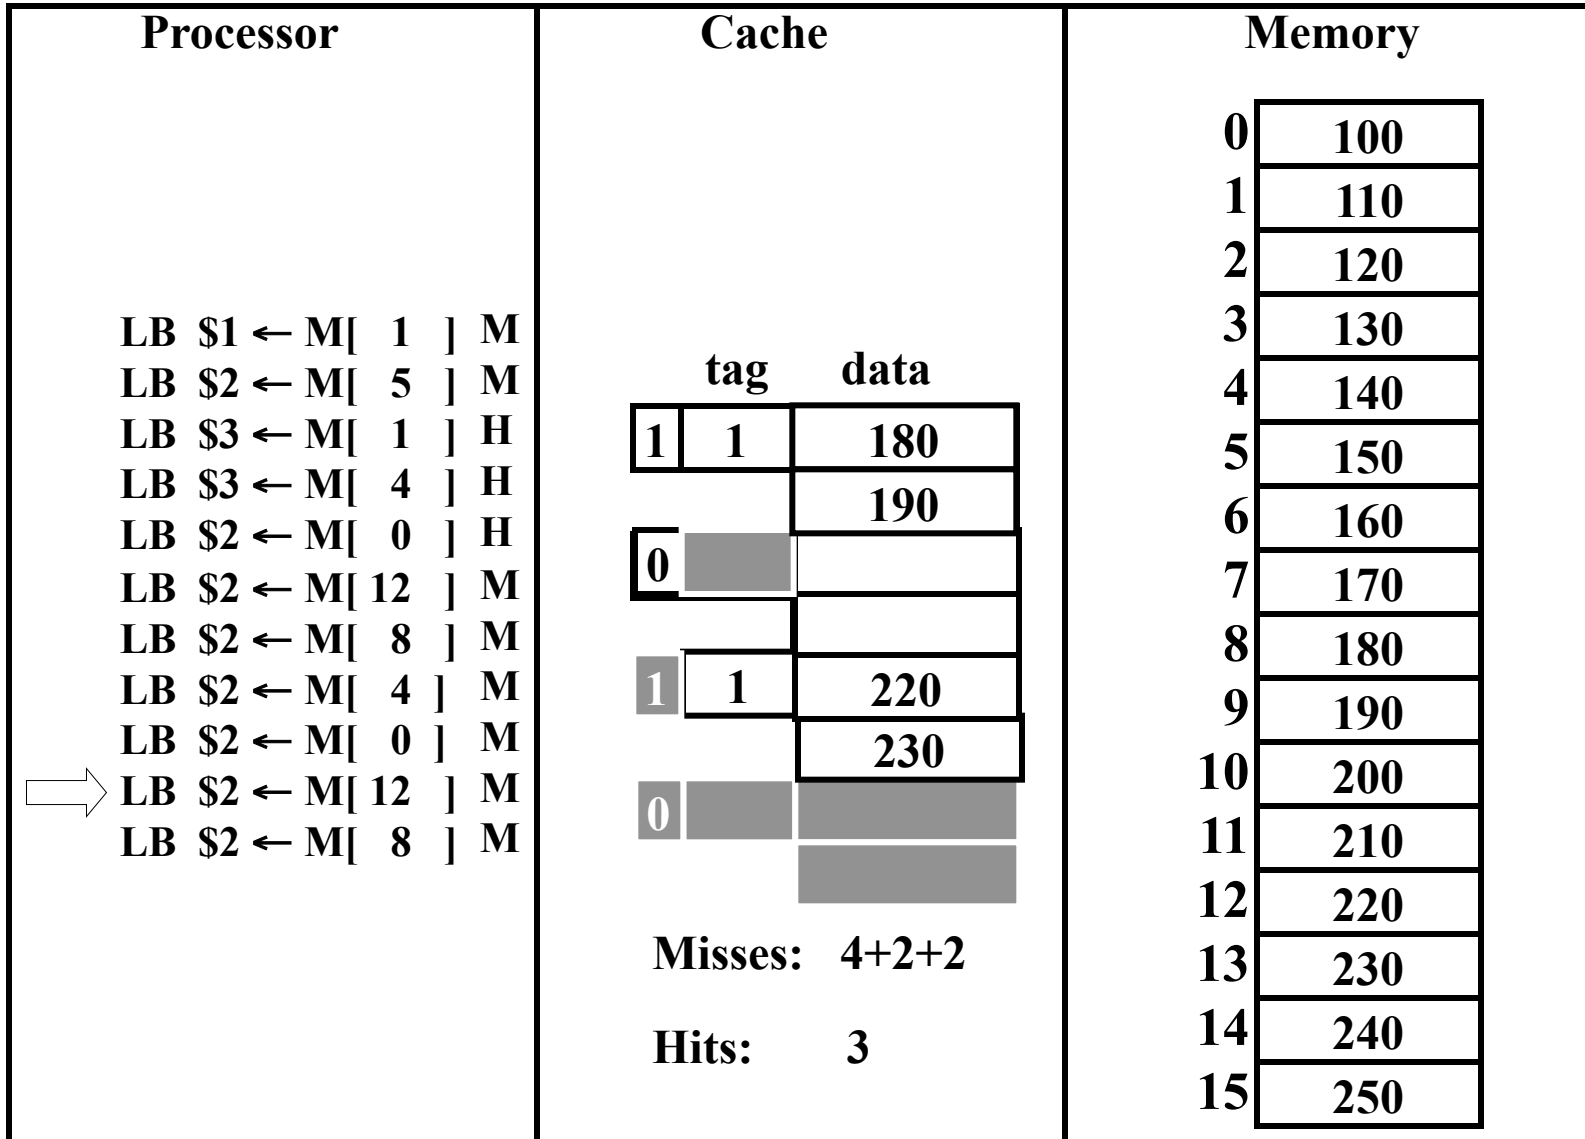 Processor
LB $1 ← M[ 1 ] M
LB $2 ← M[ 5 ] M
LB $3 ← M[ 1 ] H
LB $3 ← M[ 4 ] H
LB $2 ← M[ 0 ] H
LB $2 ← M[ 12 ] M
LB $2 ← M[ 8 ] M
LB $2 ← M[ 4 ] M
LB $2 ← M[ 0 ] M
LB $2 ← M[ 12 ] M
LB $2 ← M[ 8 ] M
Cache
tag data
1 1 180
190
0
1 1 220
230
0
Misses: 4+2+2
Hits: 3
Memory
0 100
1 110
2 120
3 130
4 140
5 150
6 160
7 170
8 180
9 190
10 200
11 210
12 220
13 230
14 240
15 250